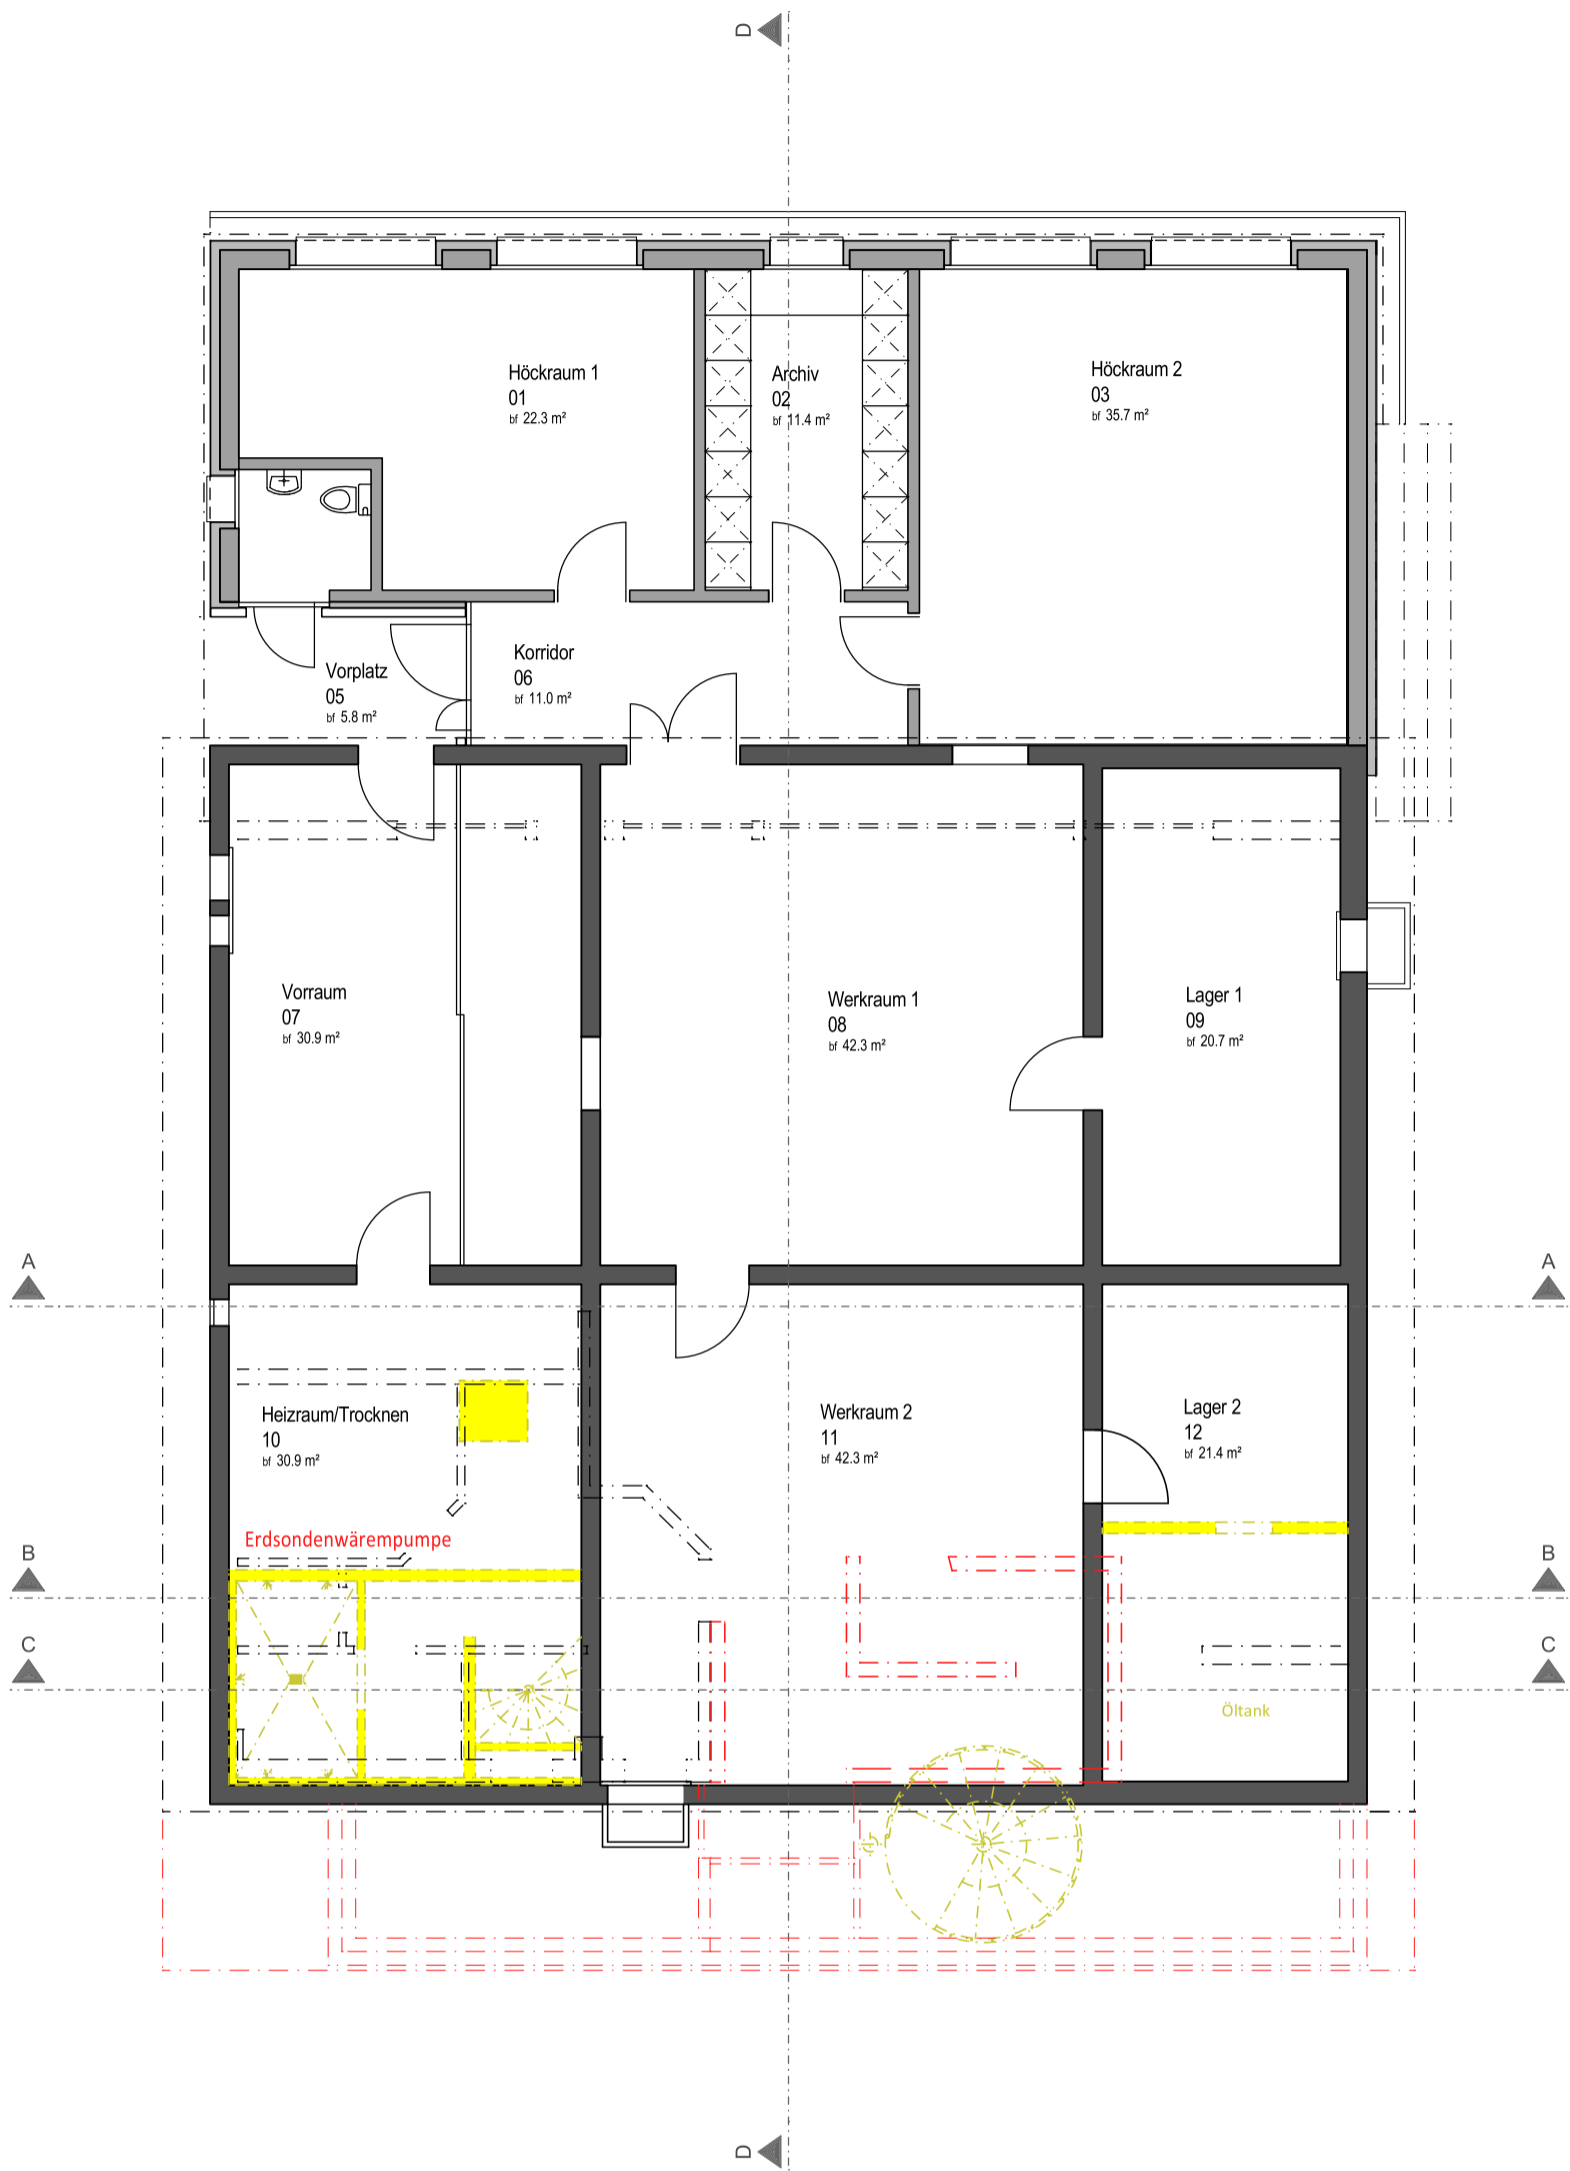 D
Höckraum 1
01
bf 22.3 m²
Archiv
02
bf 11.4 m²
Höckraum 2
03
bf 35.7 m²
Vorplatz
05
bf 5.8 m²
Korridor
06
bf 11.0 m²
Vorraum
07
bf 30.9 m²
Werkraum 1
08
bf 42.3 m²
Lager 1
09
bf 20.7 m²
A
A
Heizraum/Trocknen
10
bf 30.9 m²
Werkraum 2
11
bf 42.3 m²
Lager 2
12
bf 21.4 m²
Erdsondenwärempumpe
B
B
C
C
Öltank
D